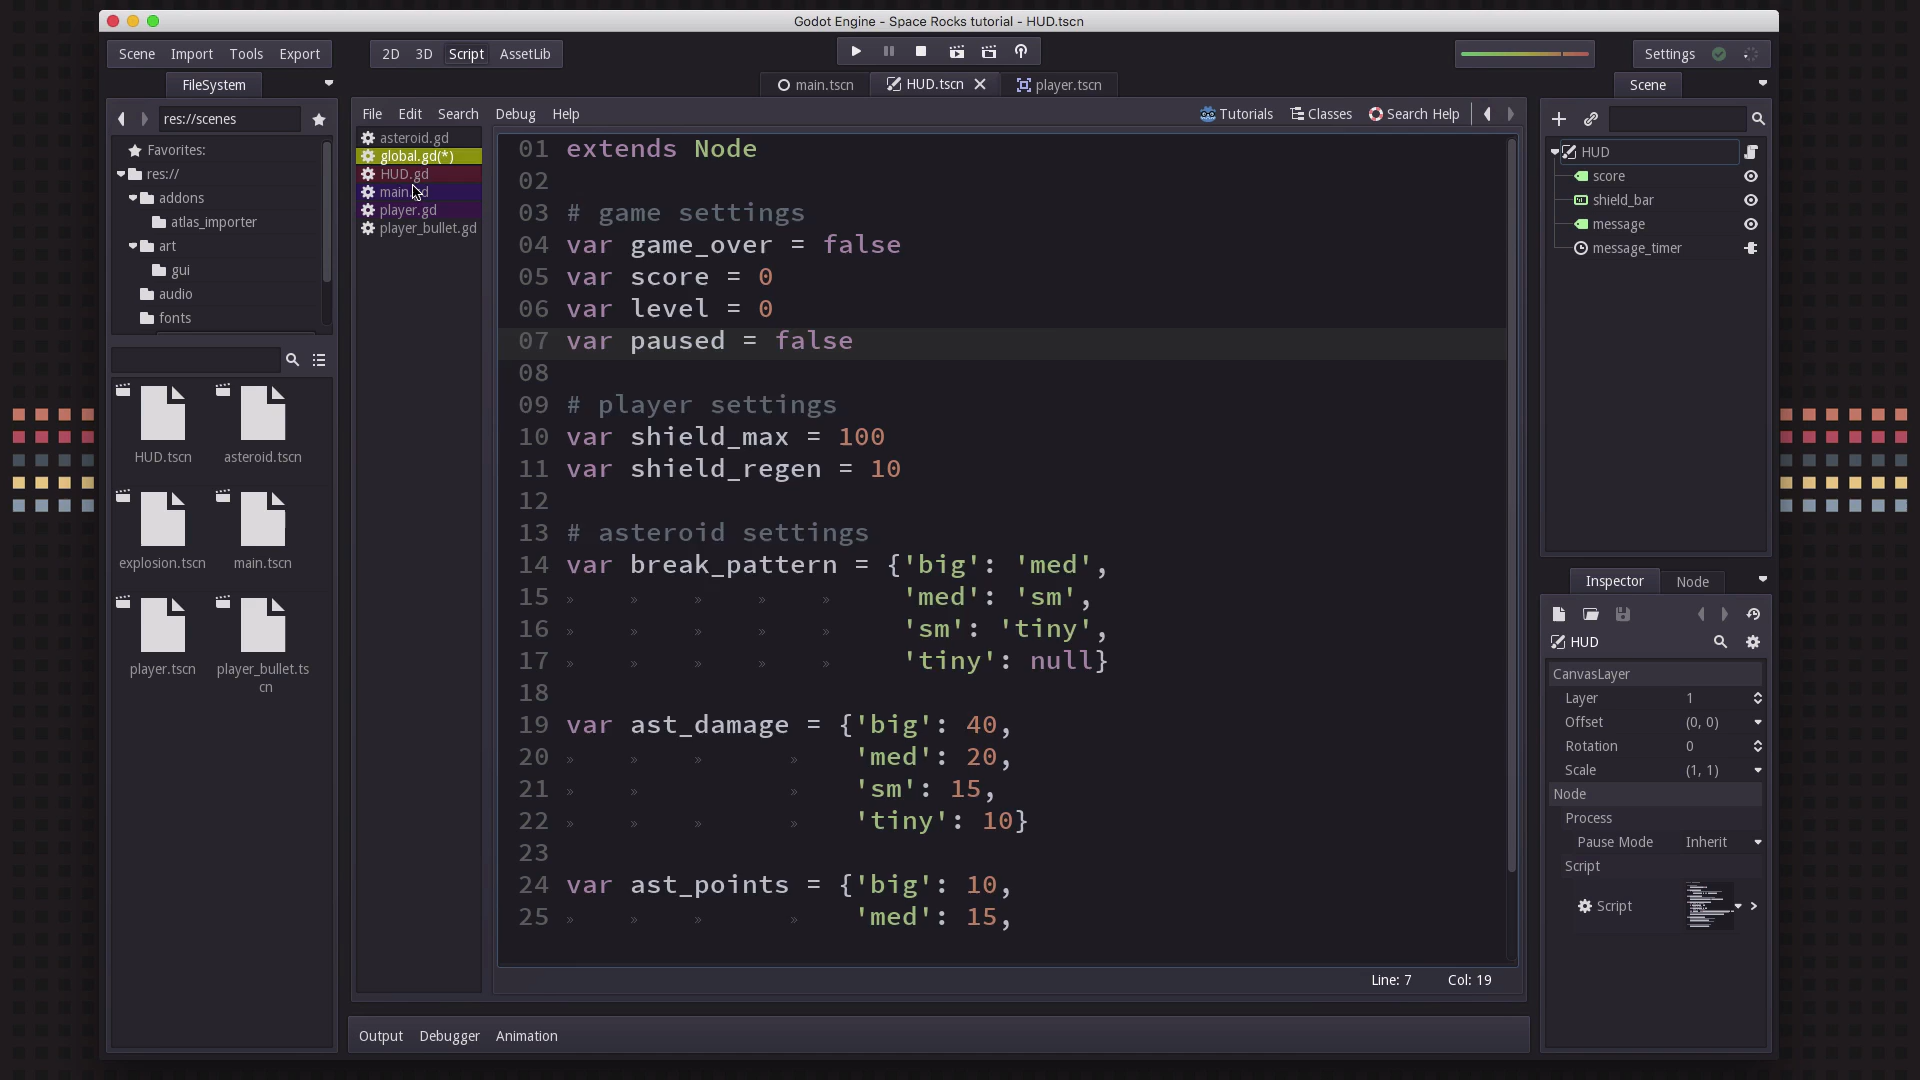 Godot Engine - Space Rocks tutorial - HUD.tscn
Scene Import Tools Export
2D 3D Script AssetLib
Settings
FileSystem
main.tscn HUD.tscn player.tscn
Scene
res://scenes
Favorites:
res://
addons
atlas_importer
art
gui
audio
fonts
HUD.tscn
asteroid.tscn
explosion.tscn
main.tscn
player.tscn
player_bullet.ts
cn
File Edit Search Debug Help
Tutorials Classes Search Help
asteroid.gd
global.gd(*)
HUD.gd
main.gd
player.gd
player_bullet.gd
01 extends Node
02
03 # game settings
04 var game_over = false
05 var score = 0
06 var level = 0
07 var paused = false
08
09 # player settings
10 var shield_max = 100
11 var shield_regen = 10
12
13 # asteroid settings
14 var break_pattern = {'big': 'med',
15 » » » » » 'med': 'sm',
16 » » » » » 'sm': 'tiny',
17 » » » » » 'tiny': null}
18
19 var ast_damage = {'big': 40,
20 » » » » 'med': 20,
21 » » » » 'sm': 15,
22 » » » » 'tiny': 10}
23
24 var ast_points = {'big': 10,
25 » » » » 'med': 15,
Line: 7 Col: 19
Output Debugger Animation
HUD
score
shield_bar
message
message_timer
Inspector Node
HUD
CanvasLayer
Layer 1
Offset (0, 0)
Rotation 0
Scale (1, 1)
Node
Process
Pause Mode Inherit
Script
Script